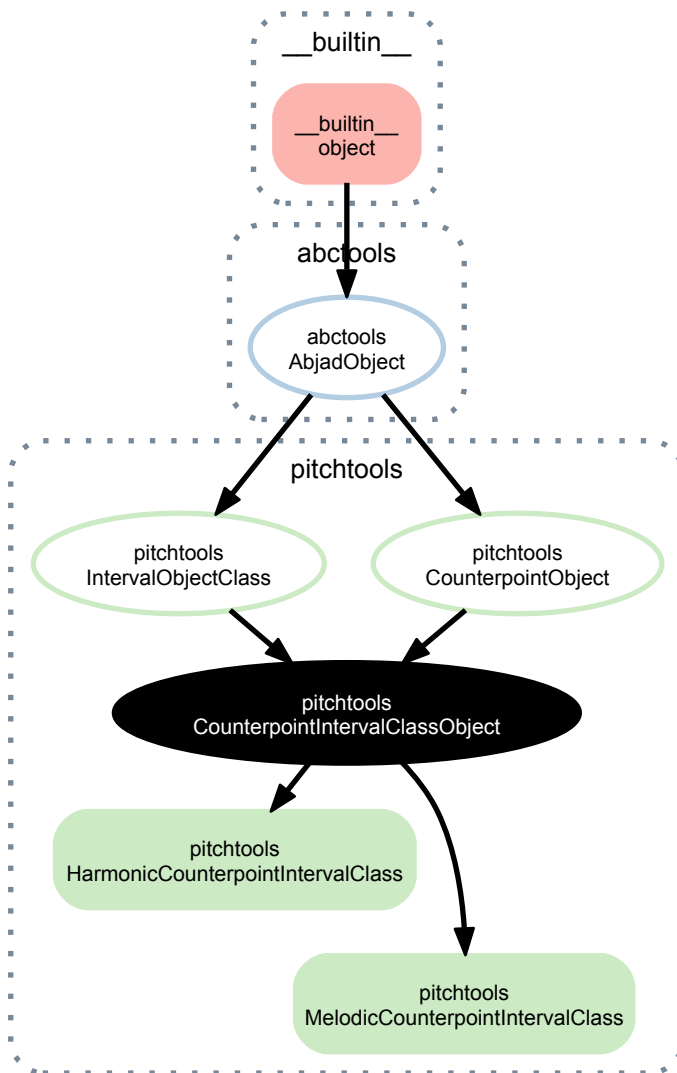 __builtin__
__builtin__
object
abctools
abctools
AbjadObject
pitchtools
pitchtools
IntervalObjectClass
pitchtools
CounterpointObject
pitchtools
CounterpointIntervalClassObject
pitchtools
HarmonicCounterpointIntervalClass
pitchtools
MelodicCounterpointIntervalClass